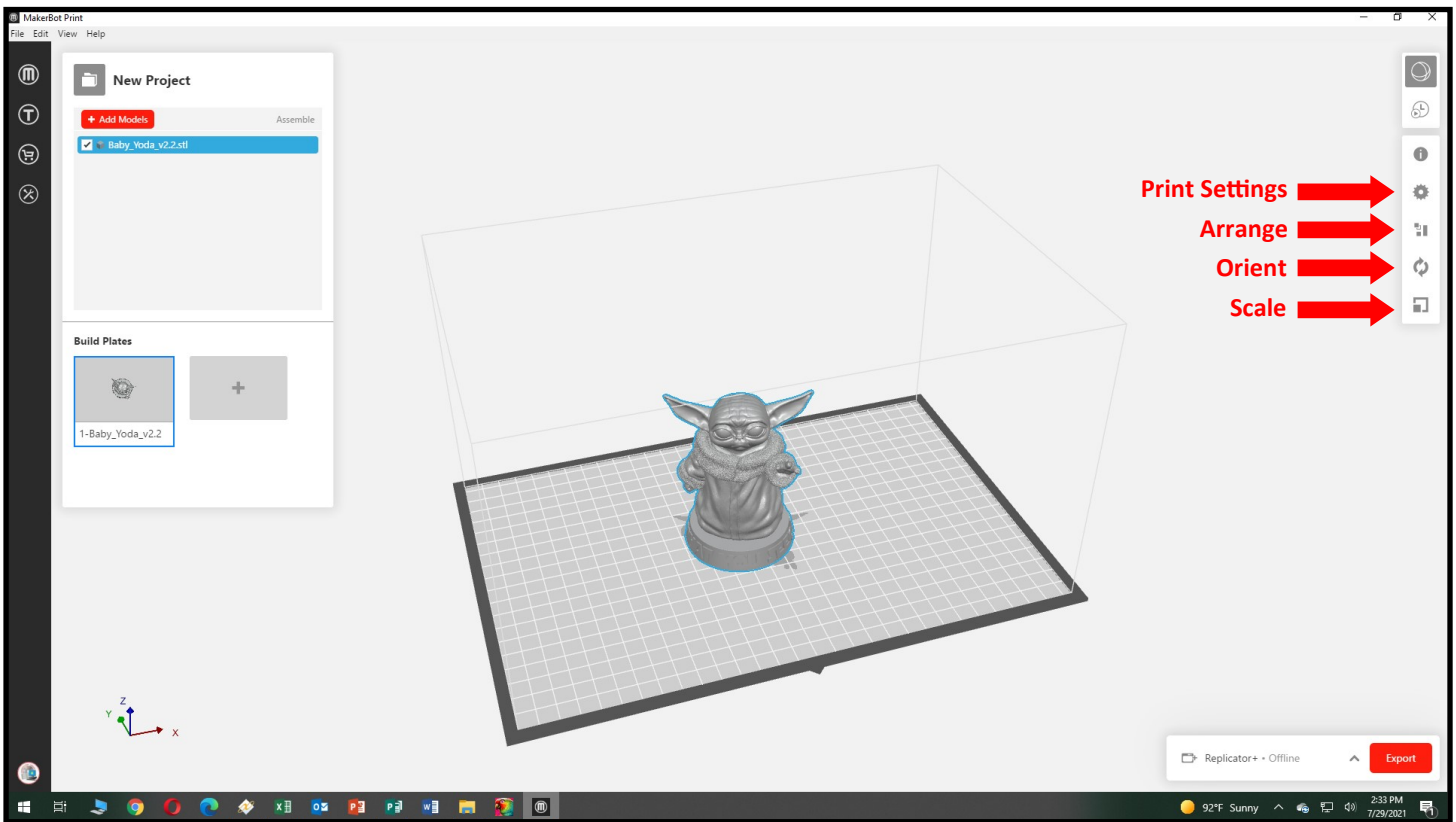 MakerBot Print
File Edit View Help
New Project
+ Add Models
Assemble
Baby_Yoda_v2.2.stl
Print Settings
Arrange
Orient
Scale
Build Plates
+
1-Baby_Yoda_v2.2
Z
Y
X
Replicator+ • Offline
Export
92°F Sunny
2:33 PM
7/29/2021
1